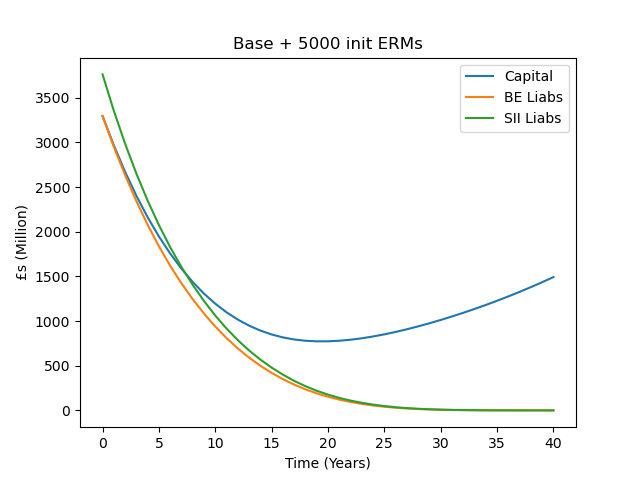 Base + 5000 init ERMs
Capital
BE Liabs
SII Liabs
£s (Million)
3500
3000
2500
2000
1500
1000
500
0
0 5 10 15 20 25 30 35 40
Time (Years)